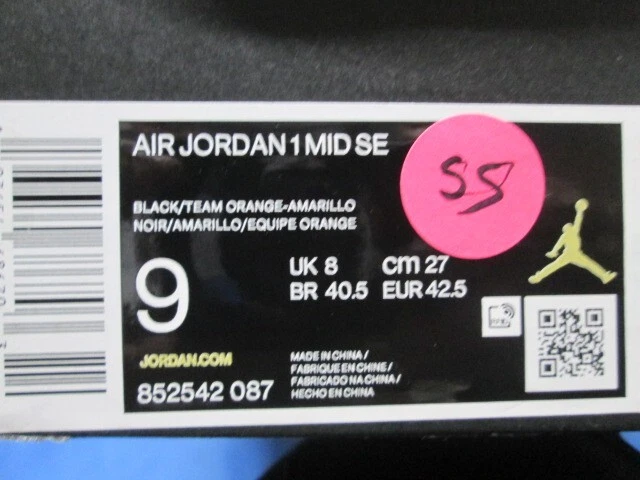 AIR JORDAN 1 MID SE
BLACK/TEAM ORANGE-AMARILLO
NOIR/AMARILLO/EQUIPE ORANGE
9
UK 8
cm 27
BR 40.5
EUR 42.5
JORDAN.COM
852542 087
MADE IN CHINA /
FABRIQUE EN CHINE /
FABRICADO NA CHINA /
HECHO EN CHINA